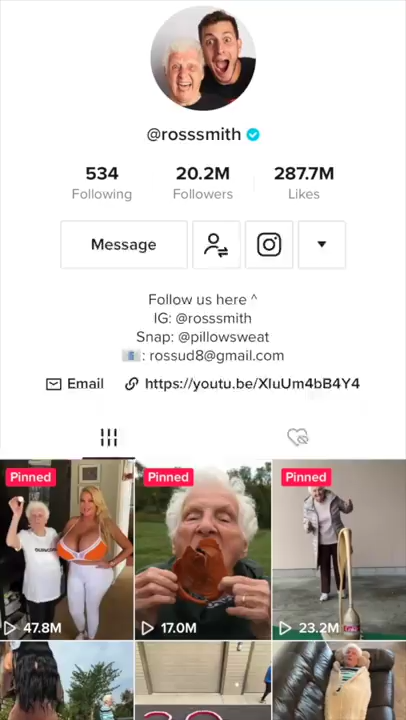 @rosssmith
534 20.2M 287.7M
Following Followers Likes
Message
Follow us here ^
IG: @rosssmith
Snap: @pillowsweat
: rossud8@gmail.com
Email https://youtu.be/XIuUm4bB4Y4
Pinned Pinned Pinned
47.8M 17.0M 23.2M